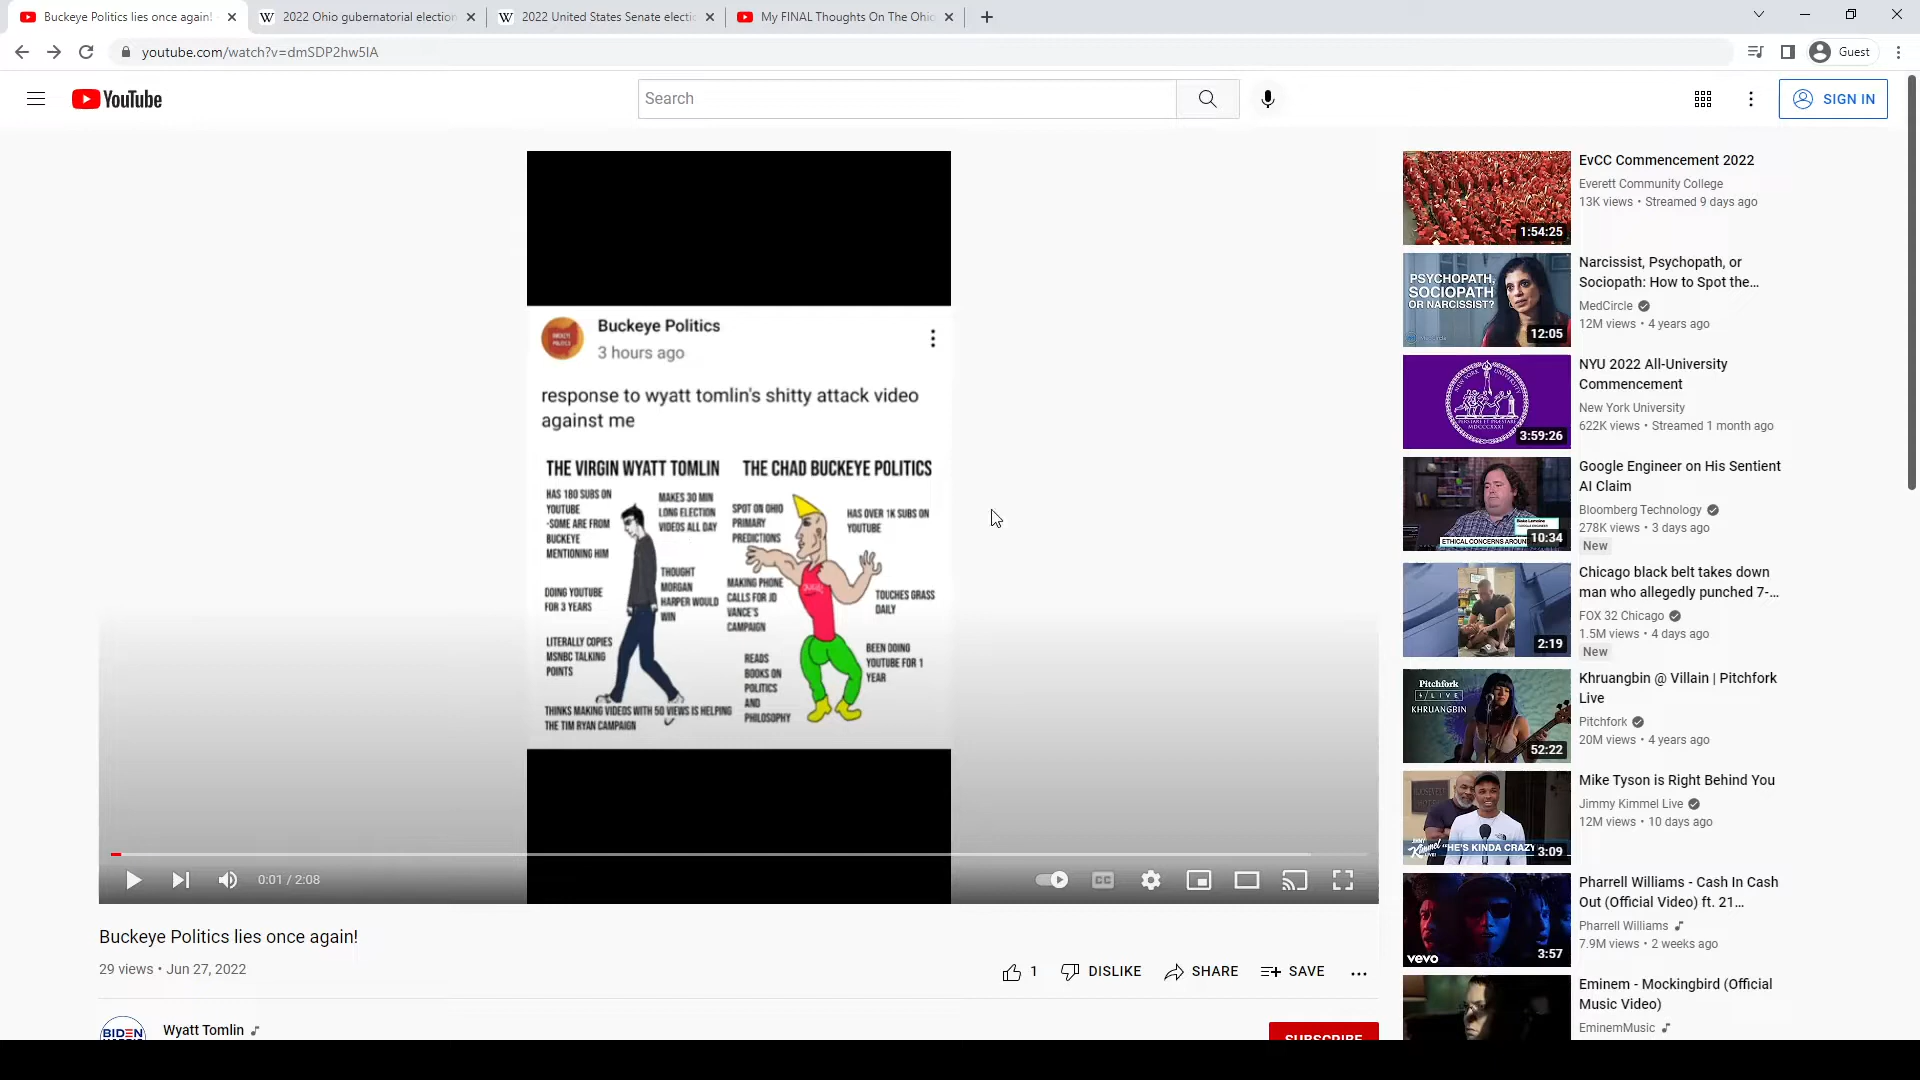 Buckeye Politics lies once again!
2022 Ohio gubernatorial election
2022 United States Senate electi
My FINAL Thoughts On The Ohi
youtube.com/watch?v=dmSDP2hw5IA
Guest
YouTube
Search
SIGN IN
Buckeye Politics
3 hours ago
response to wyatt tomlin's shitty attack video
against me
THE VIRGIN WYATT TOMLIN
HAS 180 SUBS ON
YOUTUBE
-SOME ARE FROM
BUCKEYE
MENTIONING HIM
MAKES 30 MIN
LONG ELECTION
VIDEOS ALL DAY
DOING YOUTUBE
FOR 3 YEARS
THOUGHT
MORGAN
HARPER WOULD
WIN
LITERALLY COPIES
MSNBC TALKING
POINTS
THINKS MAKING VIDEOS WITH 50 VIEWS IS HELPING
THE TIM RYAN CAMPAIGN
THE CHAD BUCKEYE POLITICS
SPOT ON OHIO
PRIMARY
PREDICTIONS
HAS OVER 1K SUBS ON
YOUTUBE
MAKING PHONE
CALLS FOR JD
VANCE'S
CAMPAIGN
TOUCHES GRASS
DAILY
READS
BOOKS ON
POLITICS
AND
PHILOSOPHY
BEEN DOING
YOUTUBE FOR 1
YEAR
0:01 / 2:08
CC
Buckeye Politics lies once again!
29 views • Jun 27, 2022
1
DISLIKE
SHARE
SAVE
BIDEN
Wyatt Tomlin
SUBSCRIBE
1:54:25
EvCC Commencement 2022
Everett Community College
13K views • Streamed 9 days ago
PSYCHOPATH,
SOCIOPATH
OR NARCISSIST?
12:05
Narcissist, Psychopath, or
Sociopath: How to Spot the...
MedCircle
12M views • 4 years ago
3:59:26
NYU 2022 All-University
Commencement
New York University
622K views • Streamed 1 month ago
10:34
Google Engineer on His Sentient
AI Claim
Bloomberg Technology
278K views • 3 days ago
New
2:19
Chicago black belt takes down
man who allegedly punched 7-...
FOX 32 Chicago
1.5M views • 4 days ago
New
Pitchfork
LIVE
KHRUANGBIN
52:22
Khruangbin @ Villain | Pitchfork
Live
Pitchfork
20M views • 4 years ago
Kimmel
"HE'S KINDA CRAZY
3:09
Mike Tyson is Right Behind You
Jimmy Kimmel Live
12M views • 10 days ago
vevo
3:57
Pharrell Williams - Cash In Cash
Out (Official Video) ft. 21...
Pharrell Williams
7.9M views • 2 weeks ago
Eminem - Mockingbird (Official
Music Video)
EminemMusic